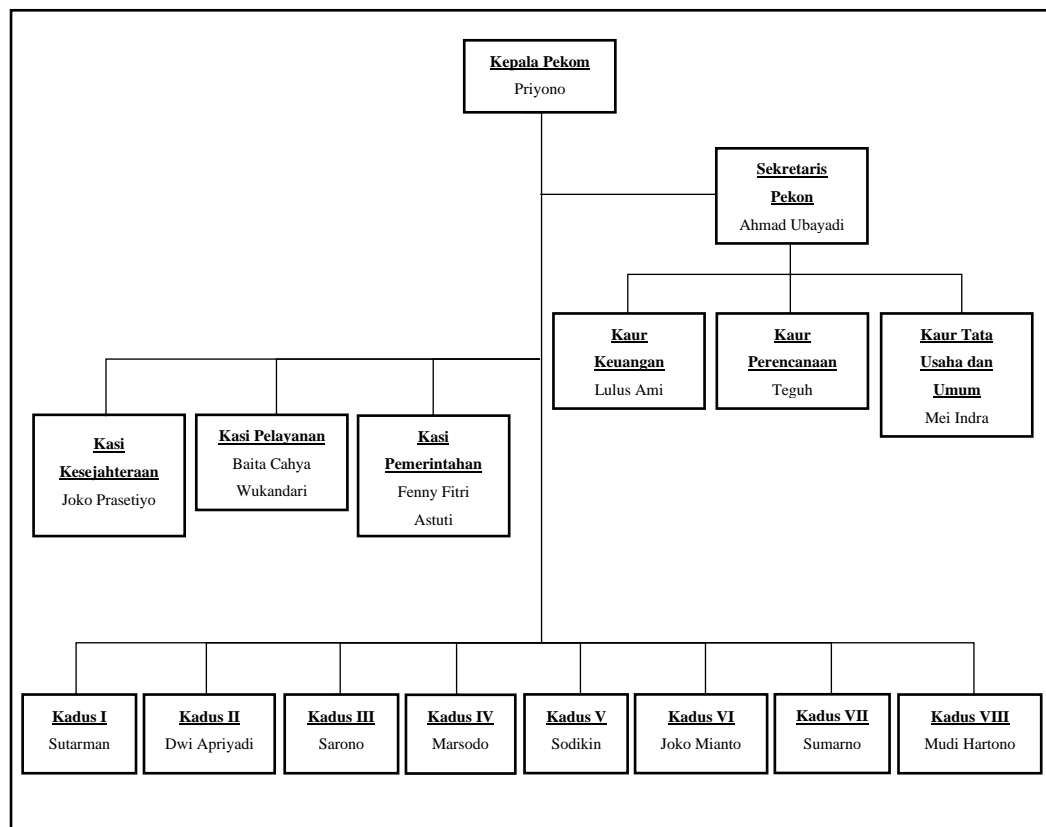 Kepala Pekom
Priyono
Sekretaris
Pekon
Ahmad Ubayadi
Kaur
Keuangan
Lulus Ami
Kaur
Perencanaan
Teguh
Kaur Tata
Usaha dan
Umum
Mei Indra
Kasi
Kesejahteraan
Joko Prasetiyo
Kasi Pelayanan
Baita Cahya
Wukandari
Kasi
Pemerintahan
Fenny Fitri
Astuti
Kadus I
Sutarman
Kadus II
Dwi Apriyadi
Kadus III
Sarono
Kadus IV
Marsodo
Kadus V
Sodikin
Kadus VI
Joko Mianto
Kadus VII
Sumarno
Kadus VIII
Mudi Hartono